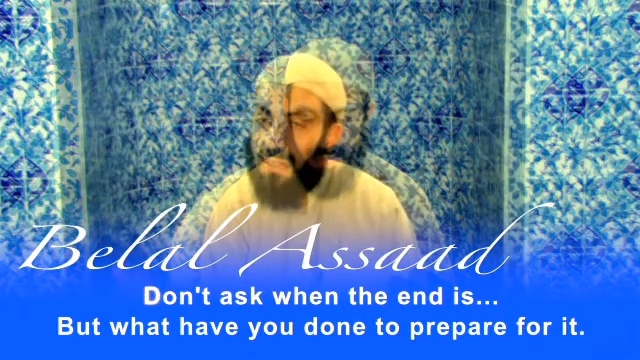 Belal Assaad
Don't ask when the end is...
But what have you done to prepare for it.